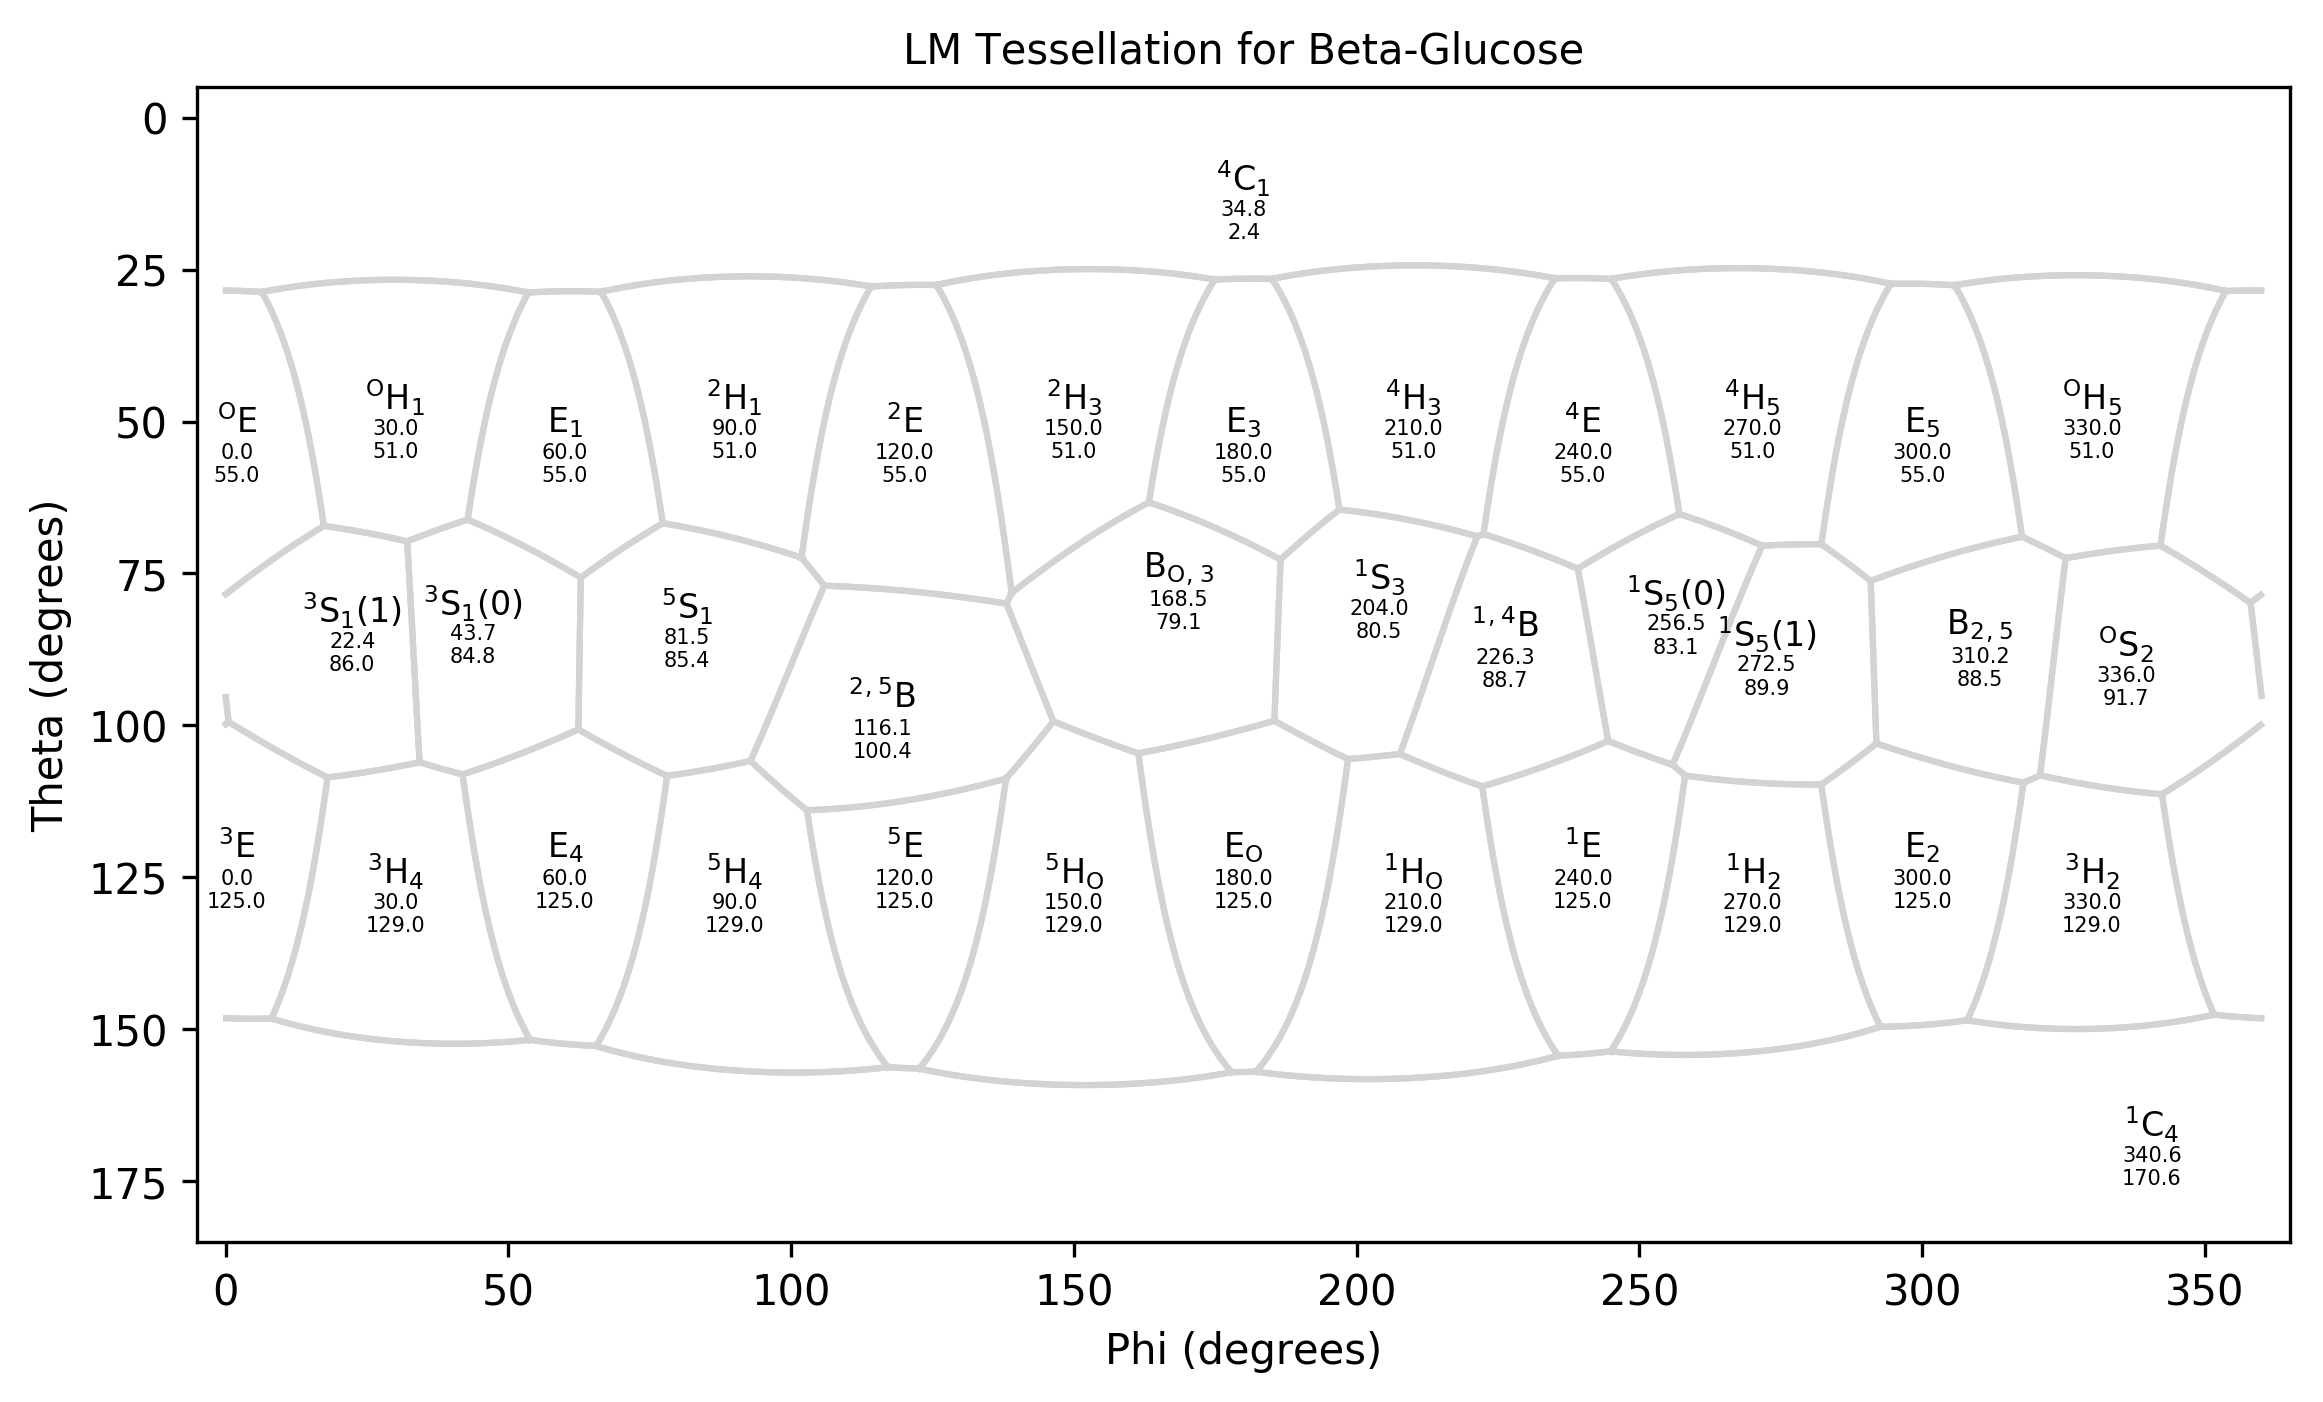 LM Tessellation for Beta-Glucose
0
25
50
75
100
125
150
175
Theta (degrees)
⁴C₁
34.8
2.4
ᴼE
0.0
55.0
ᴼH₁
30.0
51.0
E₁
60.0
55.0
²H₁
90.0
51.0
²E
120.0
55.0
²H₃
150.0
51.0
E₃
180.0
55.0
⁴H₃
210.0
51.0
⁴E
240.0
55.0
⁴H₅
270.0
51.0
E₅
300.0
55.0
ᴼH₅
330.0
51.0
³S₁(1)
22.4
86.0
³S₁(0)
43.7
84.8
⁵S₁
81.5
85.4
²,⁵B
116.1
100.4
B_O,₃
168.5
79.1
¹S₃
204.0
80.5
¹,⁴B
226.3
88.7
¹S₅(0)
256.5
83.1
¹S₅(1)
272.5
89.9
B₂,₅
310.2
88.5
ᴼS₂
336.0
91.7
³E
0.0
125.0
³H₄
30.0
129.0
E₄
60.0
125.0
⁵H₄
90.0
129.0
⁵E
120.0
125.0
⁵H_O
150.0
129.0
E_O
180.0
125.0
¹H_O
210.0
129.0
¹E
240.0
125.0
¹H₂
270.0
129.0
E₂
300.0
125.0
³H₂
330.0
129.0
¹C₄
340.6
170.6
0 50 100 150 200 250 300 350
Phi (degrees)